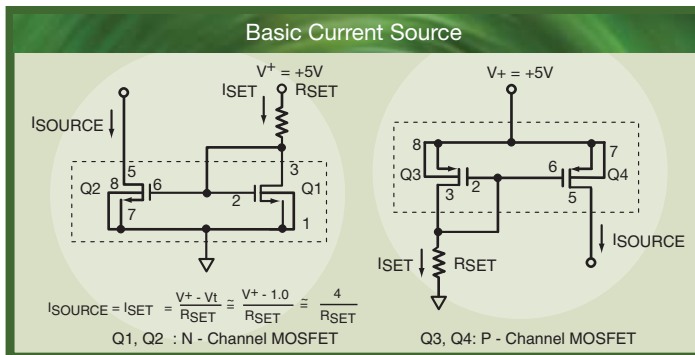 Basic Current Source
V+ = +5V
ISET RSET
ISOURCE
5
3
8
6
Q2
2
Q1
7
1
ISOURCE = ISET = V+ - Vt / RSET ≅ V+ - 1.0 / RSET ≅ 4 / RSET
Q1, Q2 : N - Channel MOSFET
V+ = +5V
8
7
Q3
2
6
Q4
3
5
ISET
RSET
ISOURCE
Q3, Q4: P - Channel MOSFET